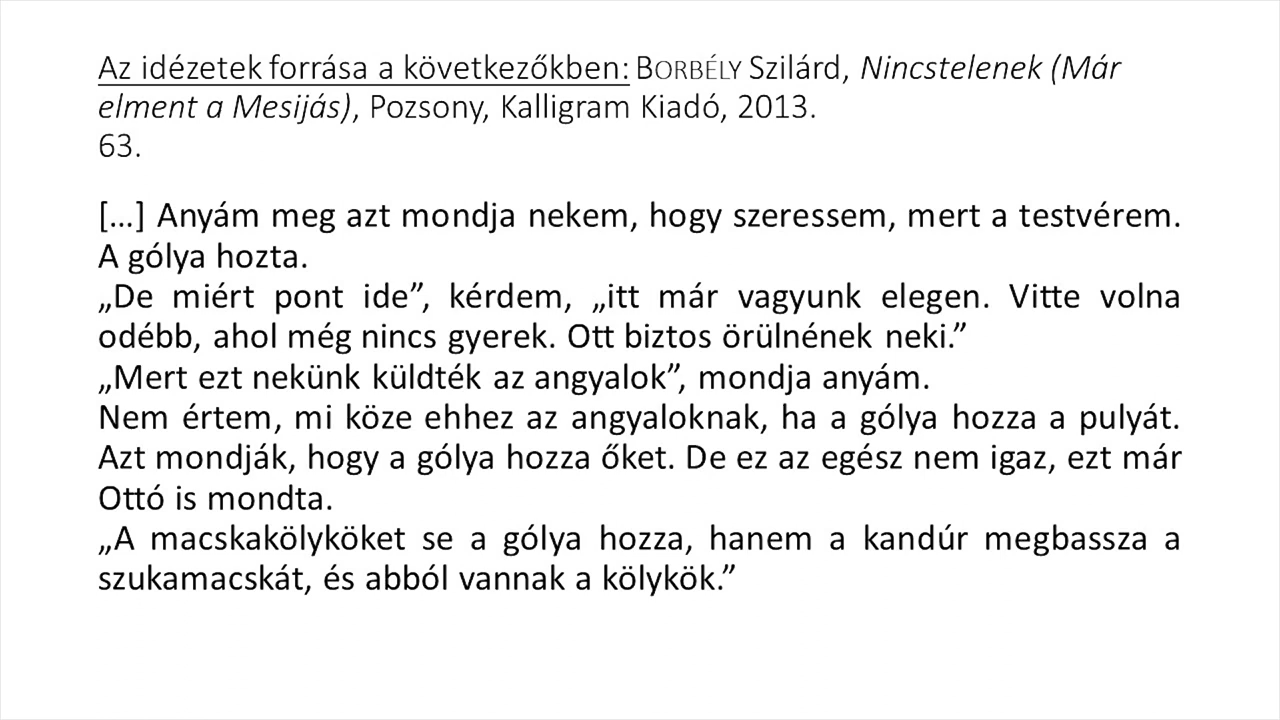 Az idézetek forrása a következőkben: BORBÉLY Szilárd, Nincstelenek (Már
elment a Mesijás), Pozsony, Kalligram Kiadó, 2013.
63.
[...] Anyám meg azt mondja nekem, hogy szeressem, mert a testvérem.
A gólya hozta.
„De miért pont ide”, kérdem, „itt már vagyunk elegen. Vitte volna
odébb, ahol még nincs gyerek. Ott biztos örülnének neki.”
„Mert ezt nekünk küldték az angyalok”, mondja anyám.
Nem értem, mi köze ehhez az angyaloknak, ha a gólya hozza a pulyát.
Azt mondják, hogy a gólya hozza őket. De ez az egész nem igaz, ezt már
Ottó is mondta.
„A macskakölyköket se a gólya hozza, hanem a kandúr megbassza a
szukamacskát, és abból vannak a kölykök.”